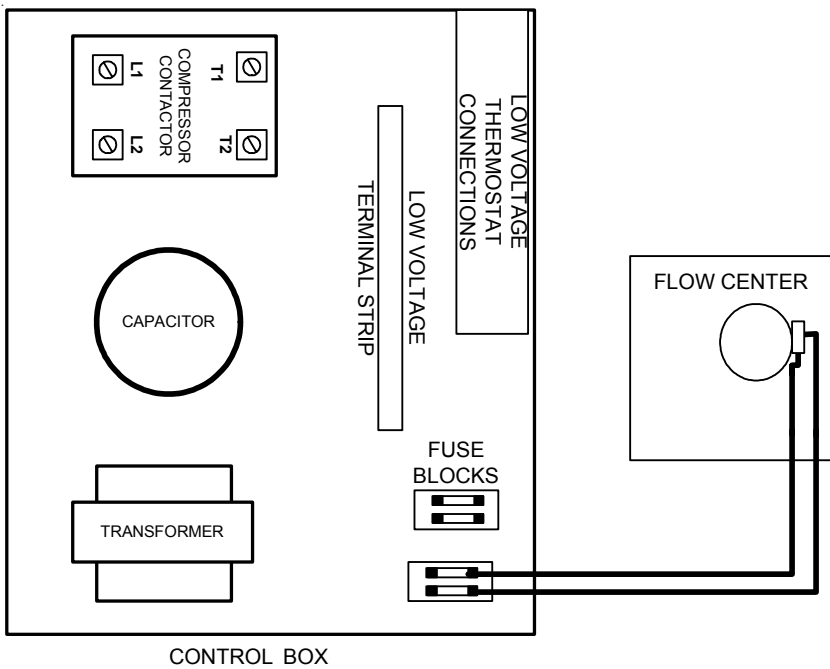 L1
L2
COMPRESSOR
CONTACTOR
T1
T2
LOW VOLTAGE
THERMOSTAT
CONNECTIONS
LOW VOLTAGE
TERMINAL STRIP
CAPACITOR
FLOW CENTER
FUSE
BLOCKS
TRANSFORMER
CONTROL BOX